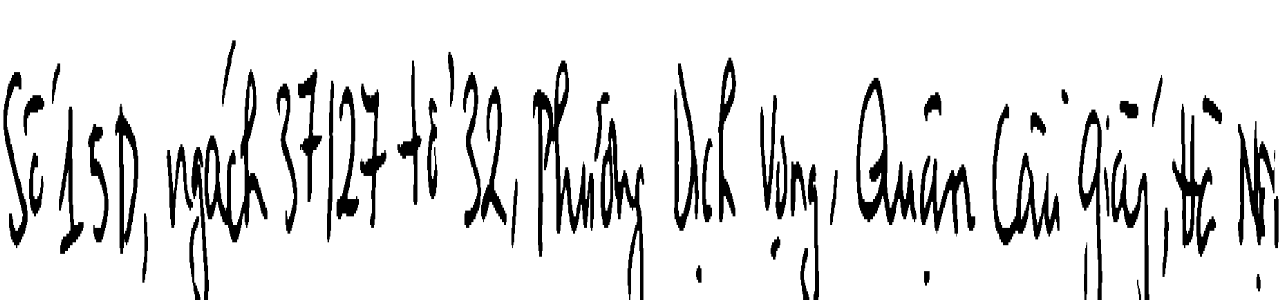 Số 15D, ngách 37/27 tổ 32, Phường Dịch Vọng, Quận Cầu Giấy, Hà Nội